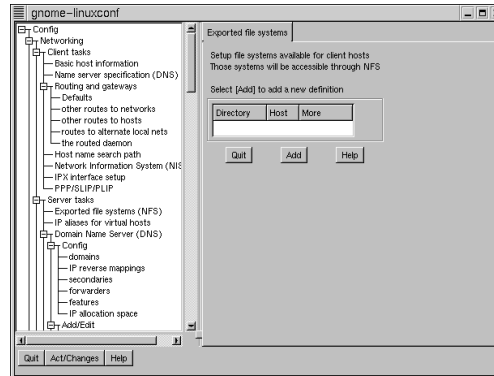 gnome-linuxconf
Config
Networking
Client tasks
Basic host information
Name server specification (DNS)
Routing and gateways
Defaults
other routes to networks
other routes to hosts
routes to alternate local nets
the routed daemon
Host name search path
Network Information System (NIS
IPX interface setup
PPP/SLIP/PLIP
Server tasks
Exported file systems (NFS)
IP aliases for virtual hosts
Domain Name Server (DNS)
Config
domains
IP reverse mappings
secondaries
forwarders
features
IP allocation space
Add/Edit
Quit Act/Changes Help
Exported file systems
Setup file systems available for client hosts
Those systems will be accessible through NFS
Select [Add] to add a new definition
Directory Host More
Quit Add Help